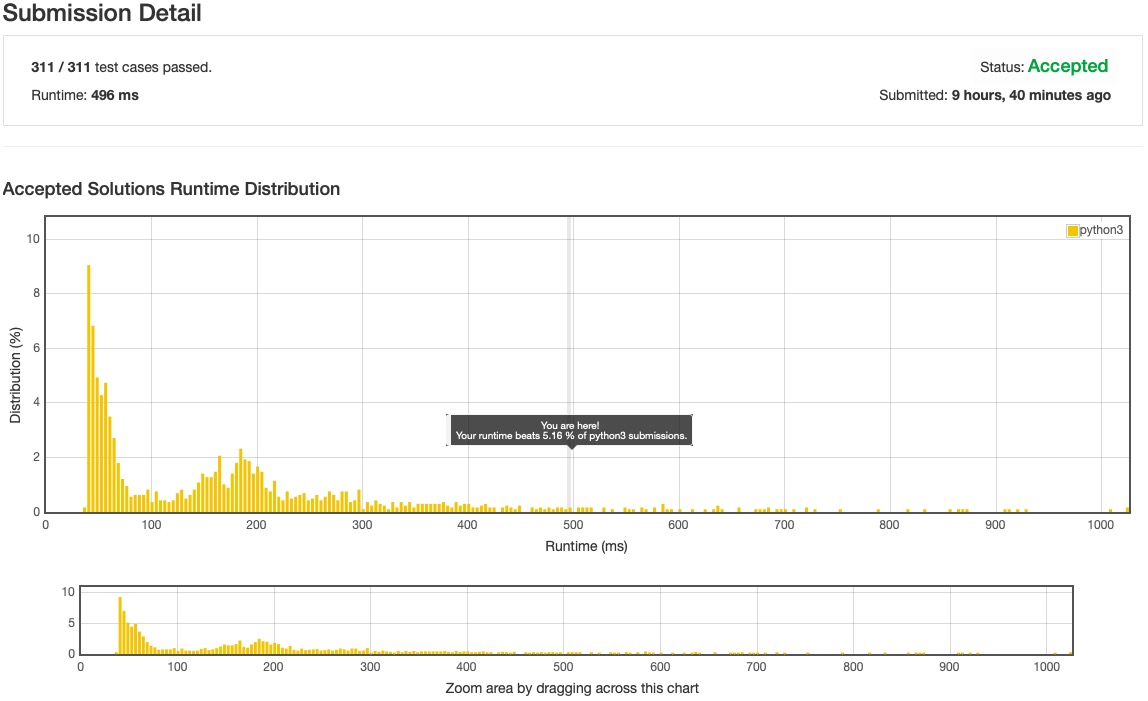 Submission Detail
311 / 311 test cases passed.
Status: Accepted
Runtime: 496 ms
Submitted: 9 hours, 40 minutes ago
Accepted Solutions Runtime Distribution
python3
10
8
6
4
2
0
Distribution (%)
You are here!
Your runtime beats 5.16 % of python3 submissions.
0 100 200 300 400 500 600 700 800 900 1000
Runtime (ms)
10
5
0
0 100 200 300 400 500 600 700 800 900 1000
Zoom area by dragging across this chart